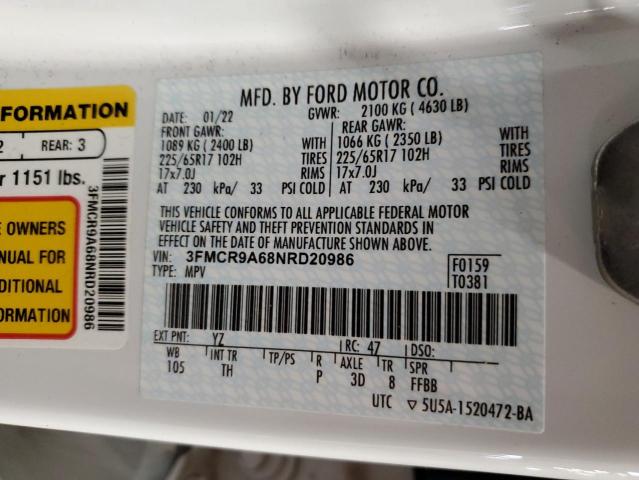 FORMATION
2 REAR: 3
r 1151 lbs.
E OWNERS
ANUAL FOR
DITIONAL
ORMATION
3FMCR9A68NRD20986
MFD. BY FORD MOTOR CO.
DATE: 01/22 GVWR: 2100 KG ( 4630 LB)
FRONT GAWR: REAR GAWR:
1089 KG ( 2400 LB) WITH 1066 KG ( 2350 LB) WITH
225/65R17 102H TIRES 225/65R17 102H TIRES
17x7.0J RIMS 17x7.0J RIMS
AT 230 kPa/ 33 PSI COLD AT 230 kPa/ 33 PSI COLD
THIS VEHICLE CONFORMS TO ALL APPLICABLE FEDERAL MOTOR
VEHICLE SAFETY AND THEFT PREVENTION STANDARDS IN
EFFECT ON THE DATE OF MANUFACTURE SHOWN ABOVE.
VIN: 3FMCR9A68NRD20986
TYPE: MPV
F0159
T0381
EXT PNT: YZ RC: 47 DSO:
WB INT TR TP/PS R AXLE TR SPR
105 TH P 3D 8 FFBB
UTC ▽ 5U5A-1520472-BA